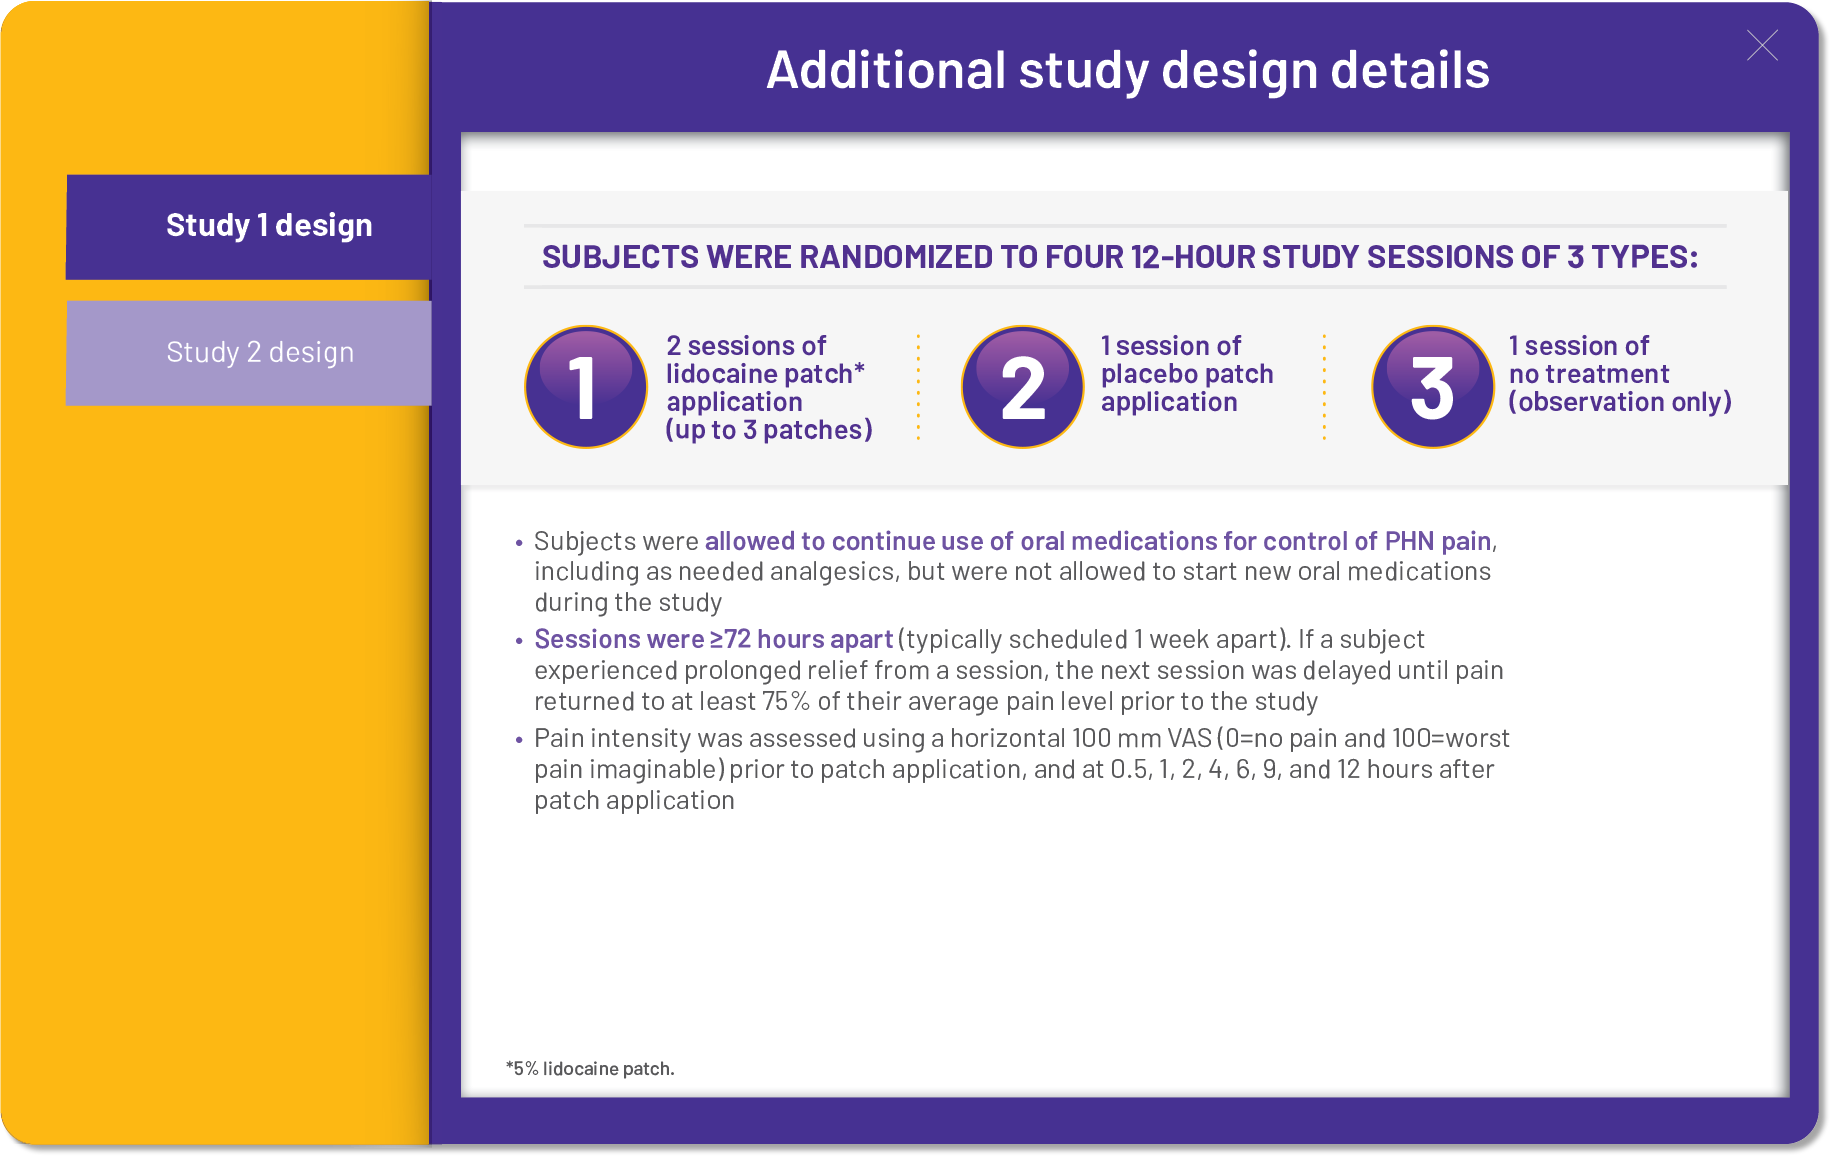 Additional study design details
Study 1 design
Study 2 design
SUBJECTS WERE RANDOMIZED TO FOUR 12-HOUR STUDY SESSIONS OF 3 TYPES:
1
2 sessions of
lidocaine patch*
application
(up to 3 patches)
2
1 session of
placebo patch
application
3
1 session of
no treatment
(observation only)
• Subjects were allowed to continue use of oral medications for control of PHN pain,
including as needed analgesics, but were not allowed to start new oral medications
during the study
• Sessions were ≥72 hours apart (typically scheduled 1 week apart). If a subject
experienced prolonged relief from a session, the next session was delayed until pain
returned to at least 75% of their average pain level prior to the study
• Pain intensity was assessed using a horizontal 100 mm VAS (0=no pain and 100=worst
pain imaginable) prior to patch application, and at 0.5, 1, 2, 4, 6, 9, and 12 hours after
patch application
*5% lidocaine patch.